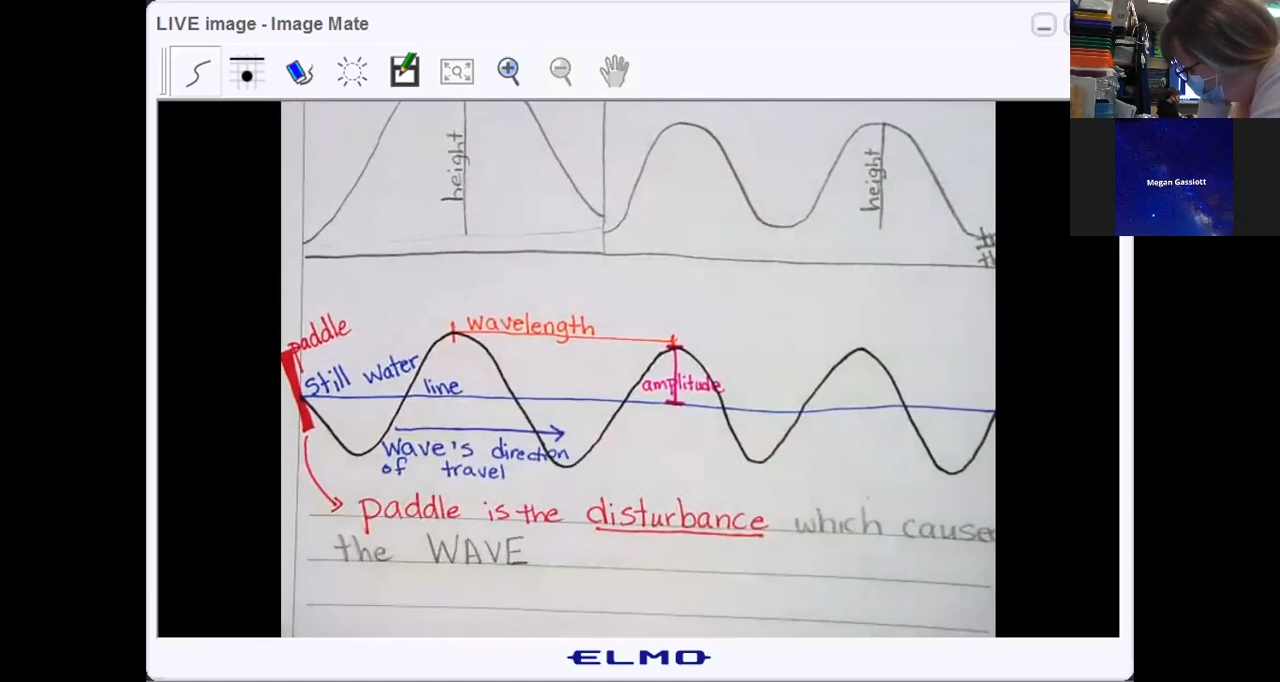 LIVE image - Image Mate
height
height
Megan Gassiott
paddle
wavelength
Still water
line
amplitude
Wave's direction
of travel
paddle is the disturbance which cause
the WAVE
ELMO